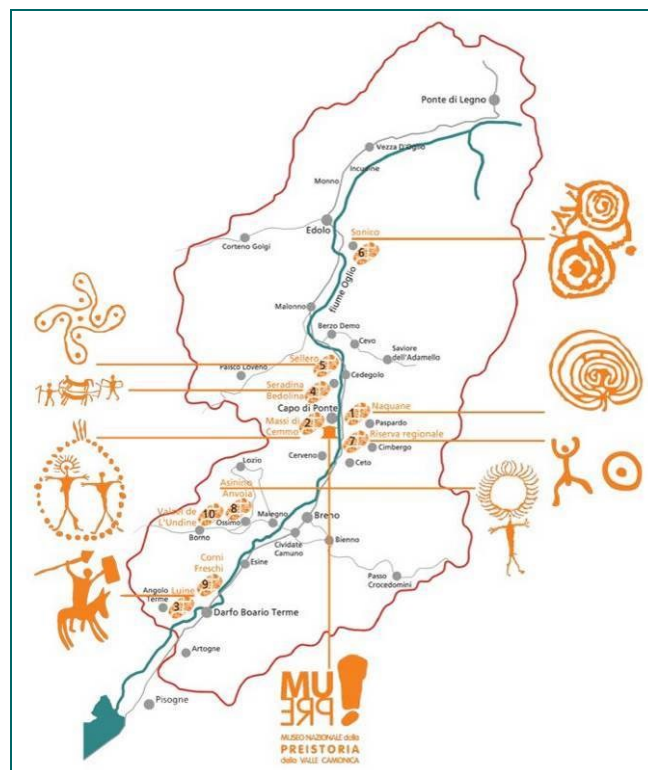 Ponte di Legno
Vezza D'Oglio
Incudine
Monno
Edolo
Sonico
Corteno Golgi
6
fiume Oglio
Malonno
Berzo Demo
Cevo
Saviore
dell'Adamello
Sellero
5
Paisco Loveno
Cedegolo
Seradina
Bedolina
4
Capo di Ponte
1
Naquane
Massi di
Cemmo
2
Paspardo
7
Riserva regionale
Cimbergo
Cerveno
Ceto
Lozio
Asinino
Anvoia
8
10
L'Undine
Ossimo
Malegno
Breno
Borno
Cividate
Camuno
Bienno
Esine
Corni
Freschi
9
Passo
Crocedomini
Angolo
Terme
Luine
3
Darfo Boario Terme
Artogne
Pisogne
MU
PRE
MUSEO NAZIONALE della
PREISTORIA
della VALLE CAMONICA